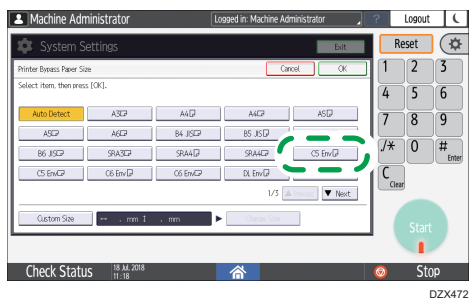 Machine Administrator
Logged in: Machine Administrator
?
Logout
System Settings
Exit
Reset
Printer Bypass Paper Size
Cancel
OK
Select item, then press [OK].
Auto Detect
A3
A4
A4
A5
A5
A6
B4 JIS
B5 JIS
B6 JIS
SRA3
SRA4
SRA4
C5 Env
C5 Env
C6 Env
C6 Env
DL Env
1/3
▲
▼ Next
Custom Size
. mm
. mm
▶
1 2 3
4 5 6
7 8 9
./* 0 #
Enter
C
Clear
Start
Check Status
18 Jul. 2018
11:18
Stop
DZX472